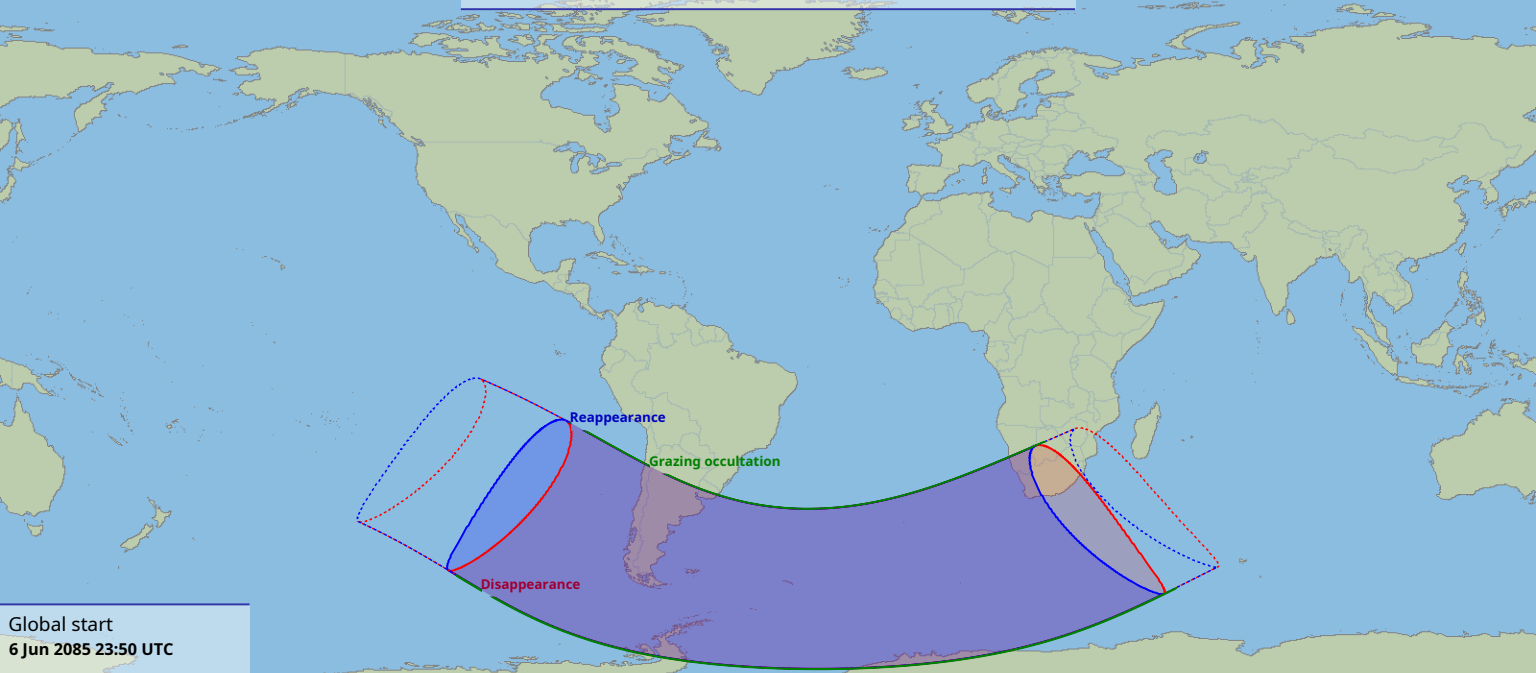 Reappearance
Grazing occultation
Disappearance
Global start
6 Jun 2085 23:50 UTC